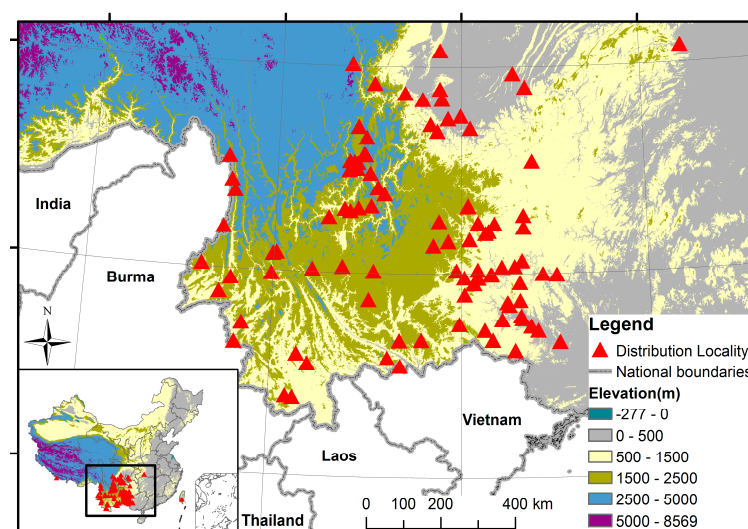 India
Burma
N
Legend
Distribution Locality
National boundaries
Elevation(m)
-277 - 0
0 - 500
500 - 1500
1500 - 2500
2500 - 5000
5000 - 8569
Vietnam
Laos
Thailand
0 100 200 400 km